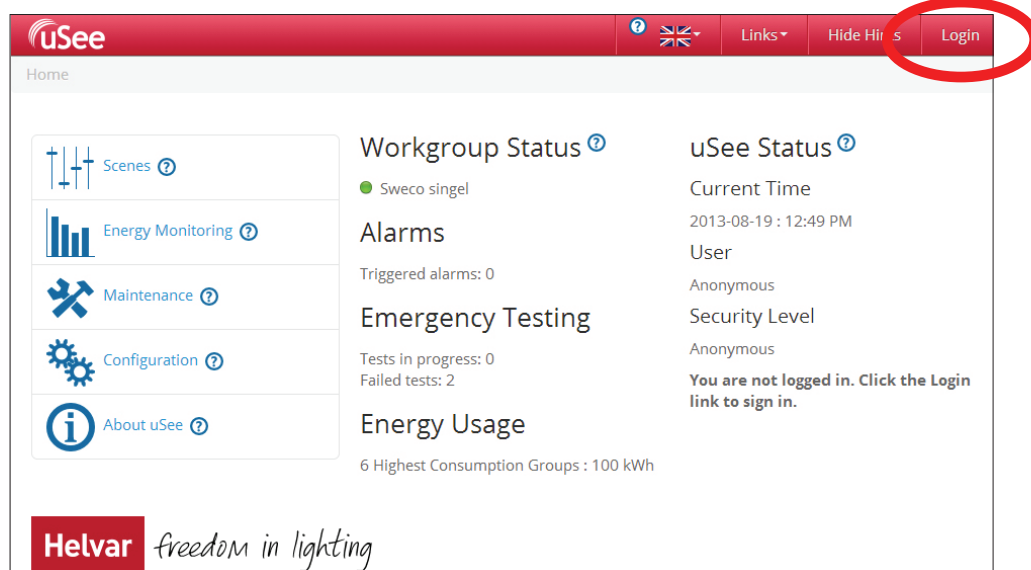 uSee
? Links Hide Hints Login
Home
Scenes ?
Energy Monitoring ?
Maintenance ?
Configuration ?
About uSee ?
Workgroup Status ?
Sweco singel
Alarms
Triggered alarms: 0
Emergency Testing
Tests in progress: 0
Failed tests: 2
Energy Usage
6 Highest Consumption Groups : 100 kWh
uSee Status ?
Current Time
2013-08-19 : 12:49 PM
User
Anonymous
Security Level
Anonymous
You are not logged in. Click the Login
link to sign in.
Helvar freedom in lighting